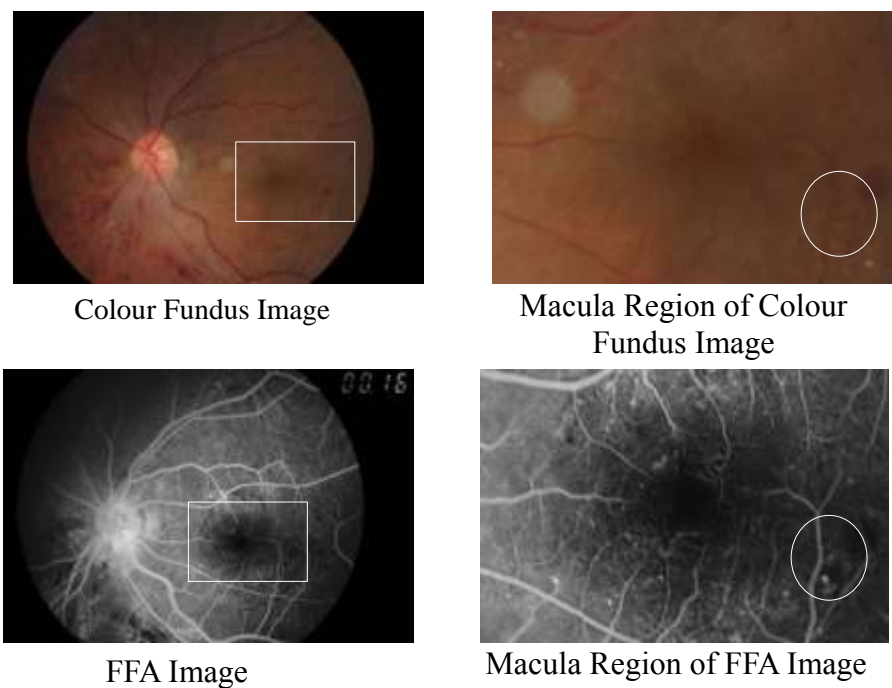 Colour Fundus Image
Macula Region of Colour
Fundus Image
00.16
FFA Image
Macula Region of FFA Image